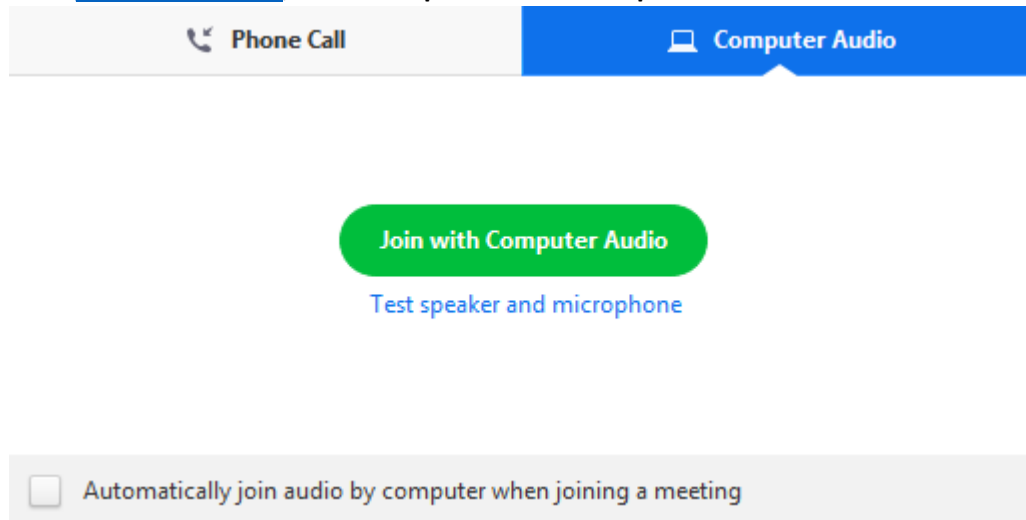 Phone Call
Computer Audio
Join with Computer Audio
Test speaker and microphone
Automatically join audio by computer when joining a meeting